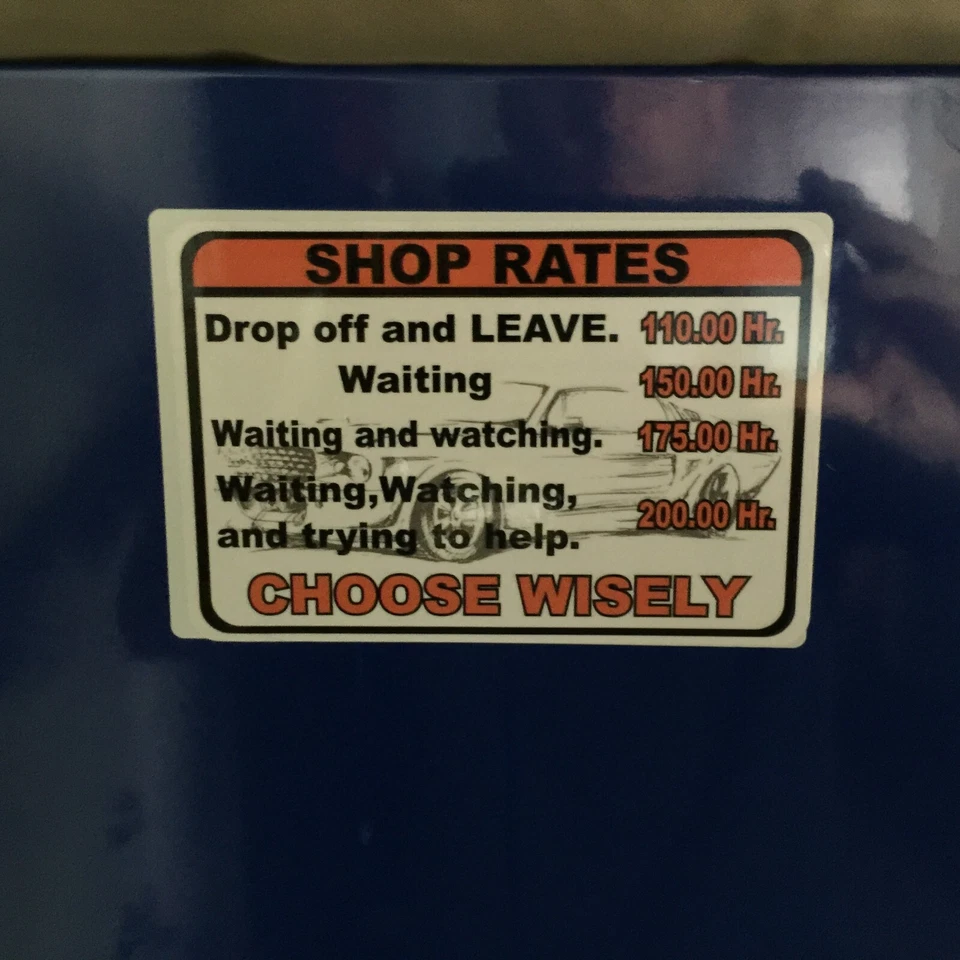 SHOP RATES
Drop off and LEAVE. 110.00 Hr.
Waiting 150.00 Hr.
Waiting and watching. 175.00 Hr.
Waiting,Watching,
and trying to help. 200.00 Hr.
CHOOSE WISELY